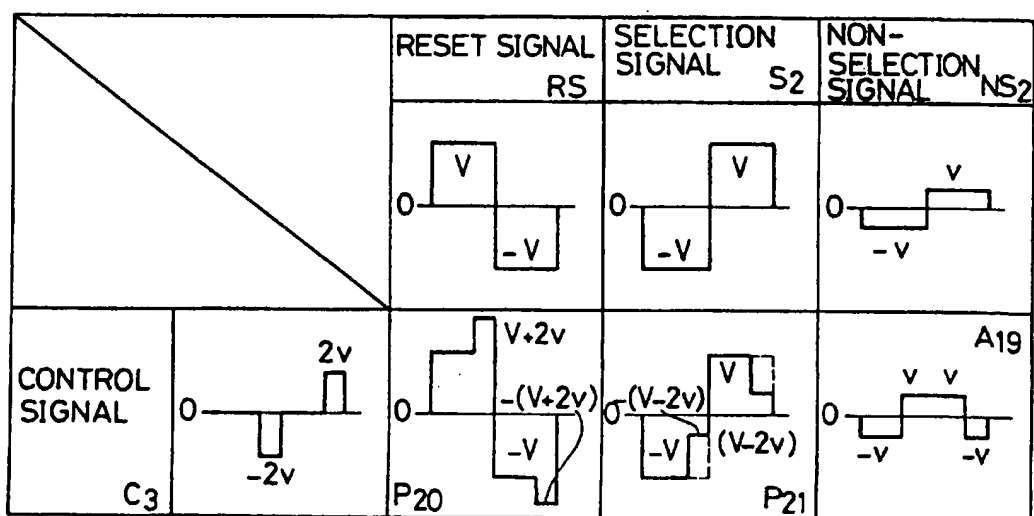 RESET SIGNAL
RS
SELECTION
SIGNAL
S2
NON-
SELECTION
SIGNAL NS2
V
0
-V
V
0
-V
v
0
-v
CONTROL
SIGNAL
C3
2v
0
-2v
V+2v
0
-(V+2v)
-V
P20
V
0
-(V-2v)
-V
(V-2v)
P21
A19
v v
0
-v -v